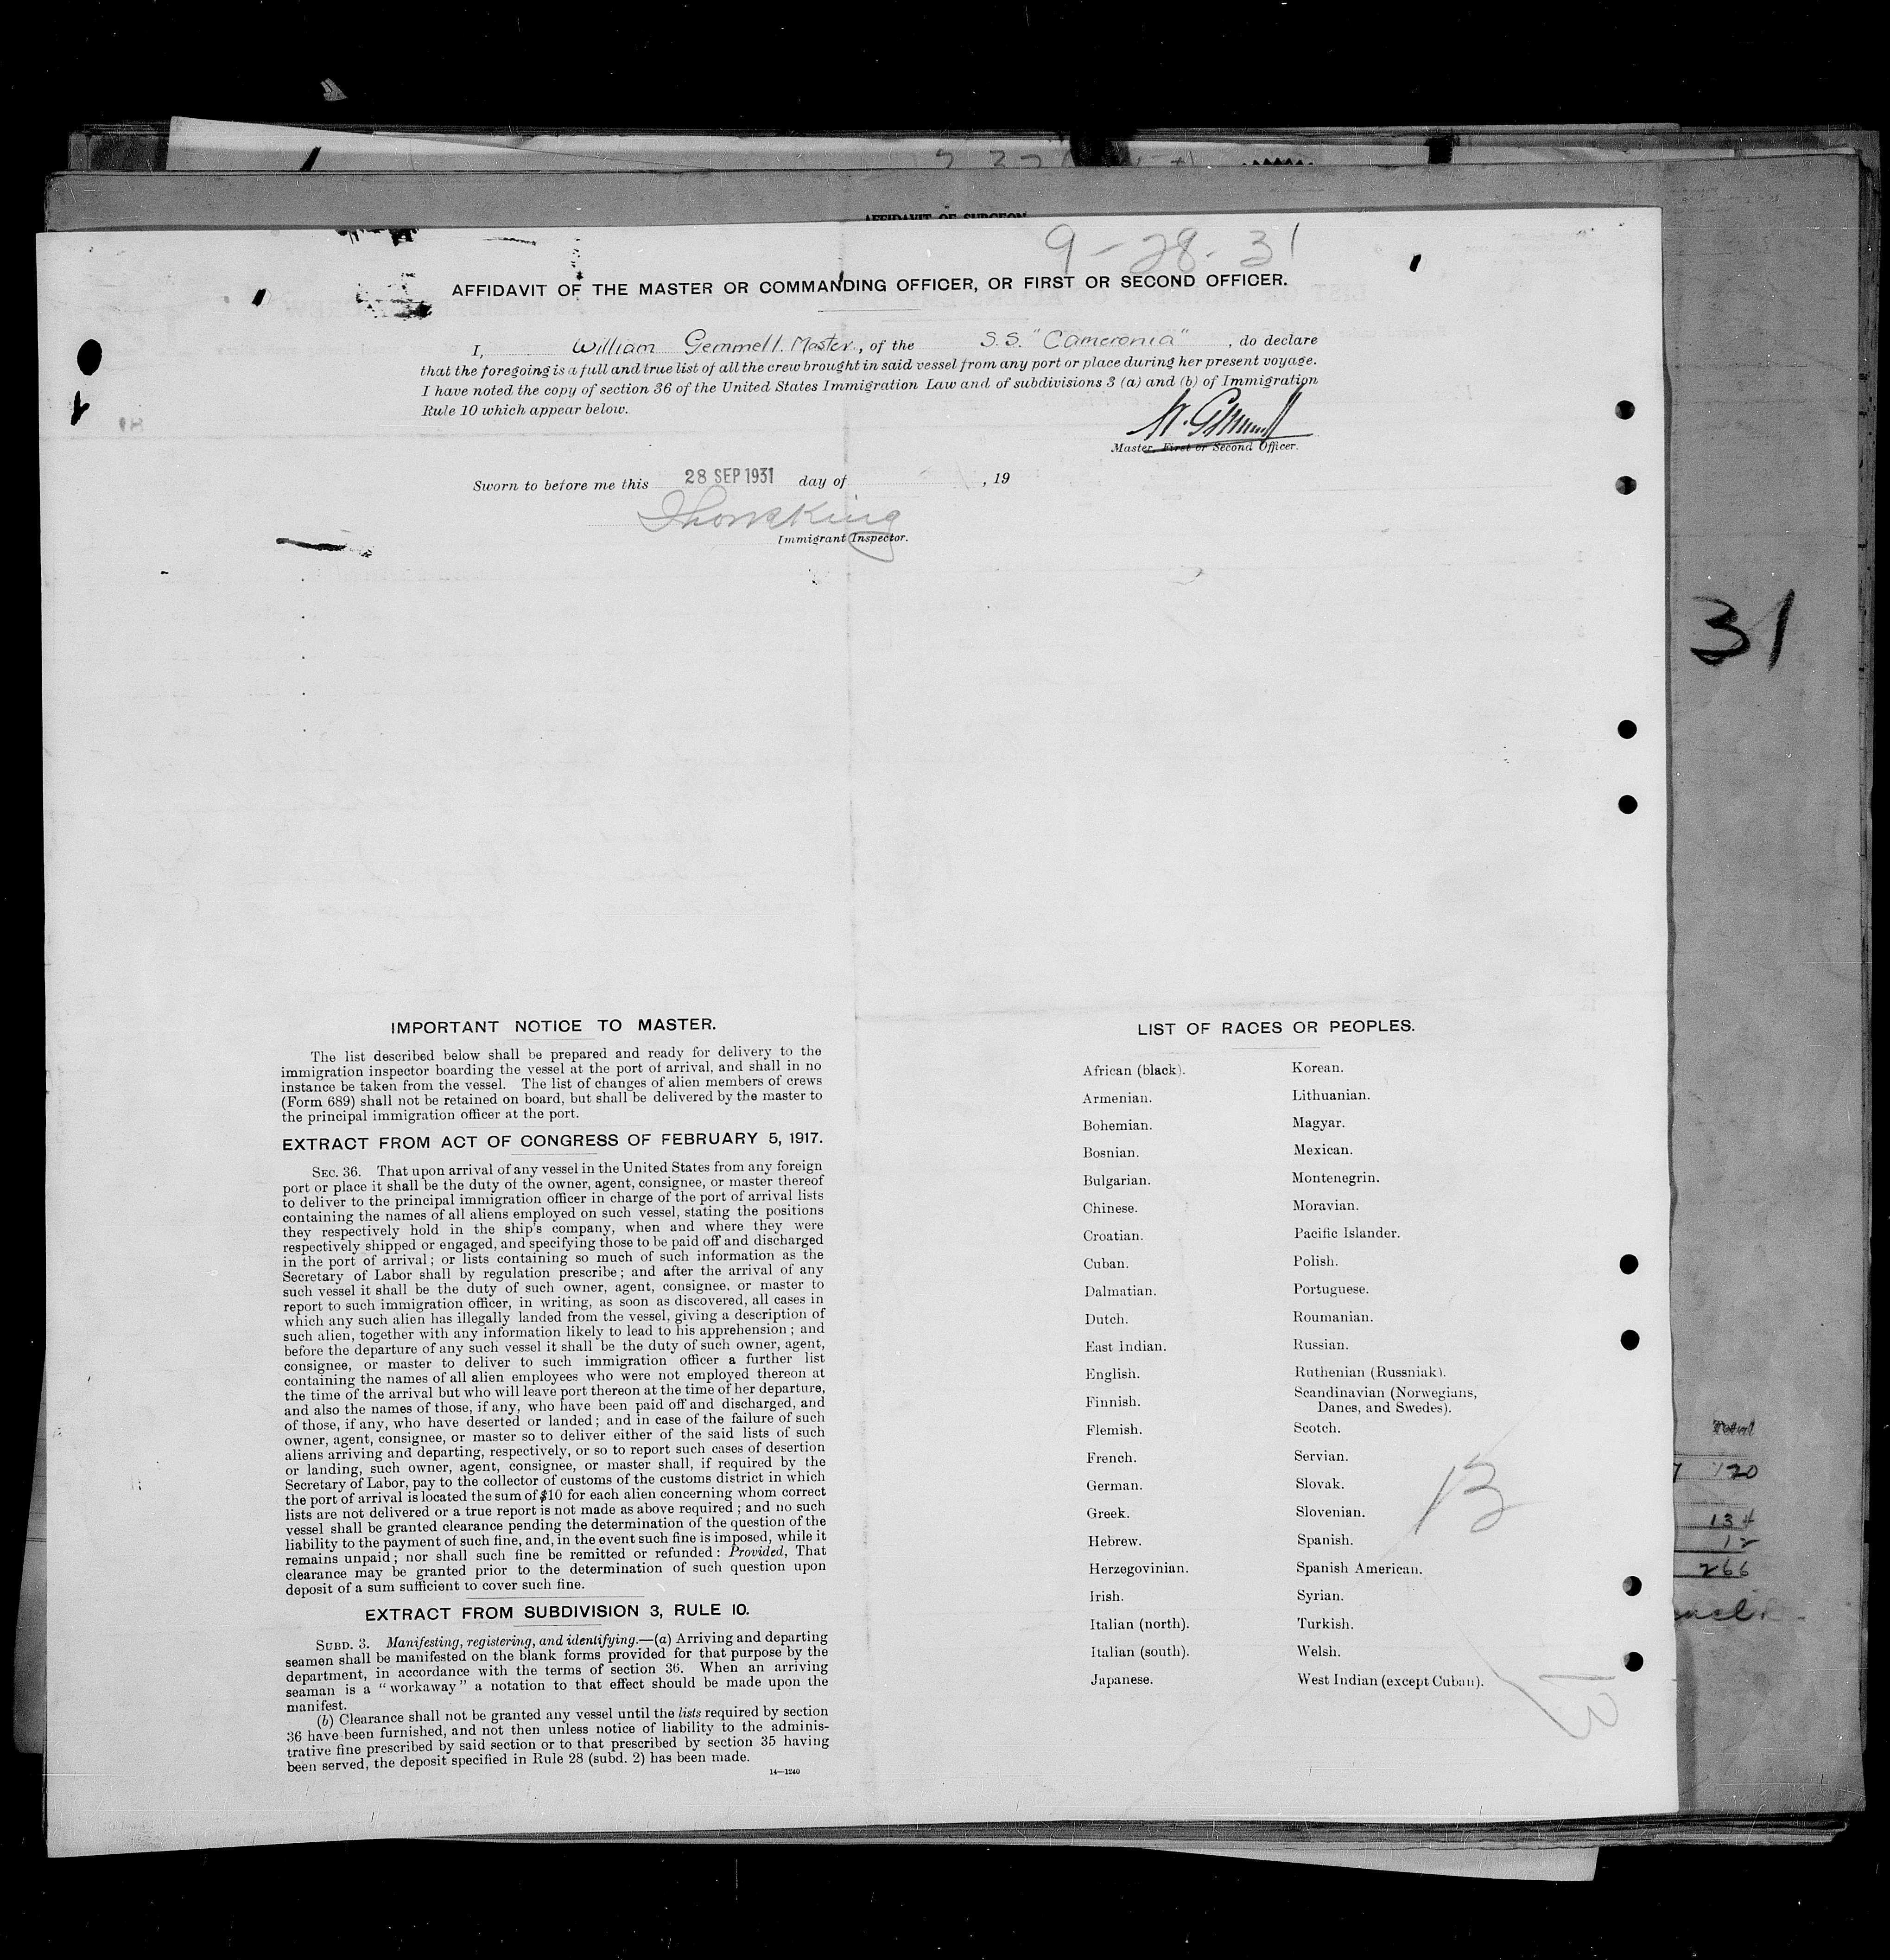 AFFIDAVIT OF SURGEON
9-28-31
AFFIDAVIT OF THE MASTER OR COMMANDING OFFICER, OR FIRST OR SECOND OFFICER.
I, William Gemmell. Master, of the S.S. "Cameronia", do declare
that the foregoing is a full and true list of all the crew brought in said vessel from any port or place during her present voyage.
I have noted the copy of section 36 of the United States Immigration Law and of subdivisions 3 (a) and (b) of Immigration
Rule 10 which appear below.
W. Gemmell
Master, First or Second Officer.
Sworn to before me this 28 SEP 1931 day of , 19
Immigrant Inspector.
31
IMPORTANT NOTICE TO MASTER.
The list described below shall be prepared and ready for delivery to the
immigration inspector boarding the vessel at the port of arrival, and shall in no
instance be taken from the vessel. The list of changes of alien members of crews
(Form 689) shall not be retained on board, but shall be delivered by the master to
the principal immigration officer at the port.
EXTRACT FROM ACT OF CONGRESS OF FEBRUARY 5, 1917.
SEC. 36. That upon arrival of any vessel in the United States from any foreign
port or place it shall be the duty of the owner, agent, consignee, or master thereof
to deliver to the principal immigration officer in charge of the port of arrival lists
containing the names of all aliens employed on such vessel, stating the positions
they respectively hold in the ship's company, when and where they were
respectively shipped or engaged, and specifying those to be paid off and discharged
in the port of arrival; or lists containing so much of such information as the
Secretary of Labor shall by regulation prescribe; and after the arrival of any
such vessel it shall be the duty of such owner, agent, consignee, or master to
report to such immigration officer, in writing, as soon as discovered, all cases in
which any such alien has illegally landed from the vessel, giving a description of
such alien, together with any information likely to lead to his apprehension; and
before the departure of any such vessel it shall be the duty of such owner, agent,
consignee, or master to deliver to such immigration officer a further list
containing the names of all alien employees who were not employed thereon at
the time of the arrival but who will leave port thereon at the time of her departure,
and also the names of those, if any, who have been paid off and discharged, and
of those, if any, who have deserted or landed; and in case of the failure of such
owner, agent, consignee, or master so to deliver either of the said lists of such
aliens arriving and departing, respectively, or so to report such cases of desertion
or landing, such owner, agent, consignee, or master shall, if required by the
Secretary of Labor, pay to the collector of customs of the customs district in which
the port of arrival is located the sum of $10 for each alien concerning whom correct
lists are not delivered or a true report is not made as above required; and no such
vessel shall be granted clearance pending the determination of the question of the
liability to the payment of such fine, and, in the event such fine is imposed, while it
remains unpaid; nor shall such fine be remitted or refunded: Provided, That
clearance may be granted prior to the determination of such question upon
deposit of a sum sufficient to cover such fine.
EXTRACT FROM SUBDIVISION 3, RULE 10.
SUBD. 3. Manifesting, registering, and identifying.—(a) Arriving and departing
seamen shall be manifested on the blank forms provided for that purpose by the
department, in accordance with the terms of section 36. When an arriving
seaman is a "workaway" a notation to that effect should be made upon the
manifest.
(b) Clearance shall not be granted any vessel until the lists required by section
36 have been furnished, and not then unless notice of liability to the adminis-
trative fine prescribed by said section or to that prescribed by section 35 having
been served, the deposit specified in Rule 28 (subd. 2) has been made.
14—1240
LIST OF RACES OR PEOPLES.
African (black).
Armenian.
Bohemian.
Bosnian.
Bulgarian.
Chinese.
Croatian.
Cuban.
Dalmatian.
Dutch.
East Indian.
English.
Finnish.
Flemish.
French.
German.
Greek.
Hebrew.
Herzegovinian.
Irish.
Italian (north).
Italian (south).
Japanese.
Korean.
Lithuanian.
Magyar.
Mexican.
Montenegrin.
Moravian.
Pacific Islander.
Polish.
Portuguese.
Roumanian.
Russian.
Ruthenian (Russniak).
Scandinavian (Norwegians,
Danes, and Swedes).
Scotch.
Servian.
Slovak.
Slovenian.
Spanish.
Spanish American.
Syrian.
Turkish.
Welsh.
West Indian (except Cuban).
13
120
134
12
266